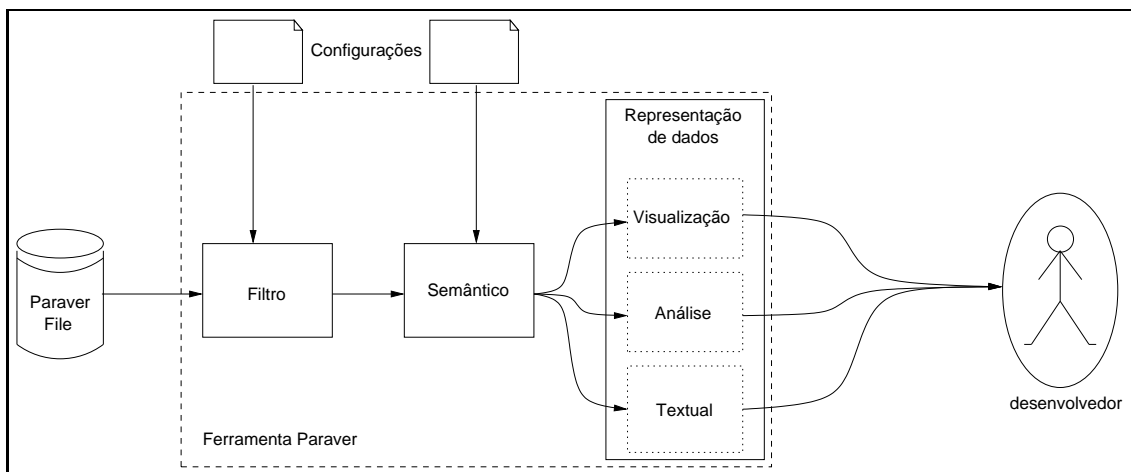 Configurações
Representação
de dados
Visualização
Paraver
File
Filtro
Semântico
Análise
Textual
desenvolvedor
Ferramenta Paraver